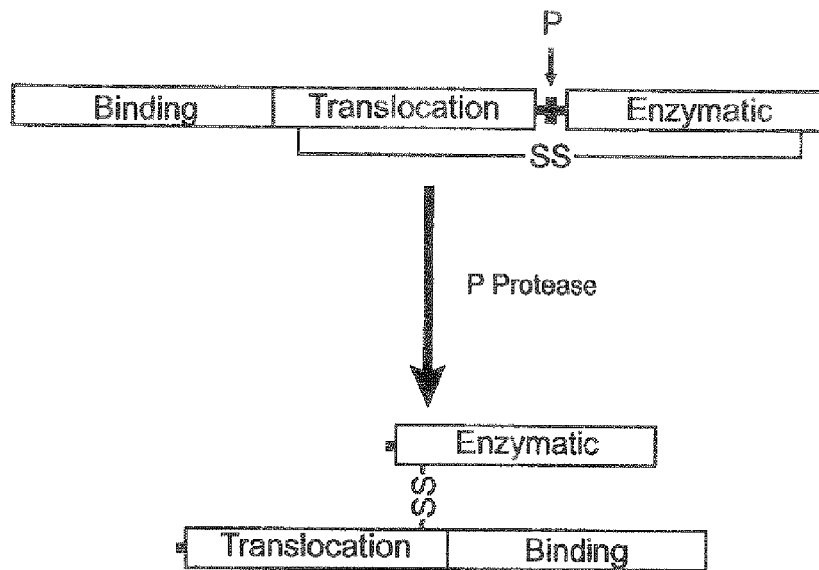 P
Binding Translocation Enzymatic
SS
P Protease
Enzymatic
SS
Translocation Binding